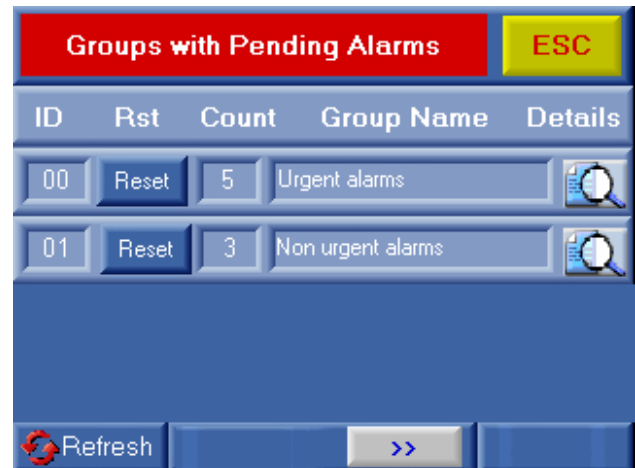 Groups with Pending Alarms ESC
ID Rst Count Group Name Details
00 Reset 5 Urgent alarms
01 Reset 3 Non urgent alarms
Refresh >>